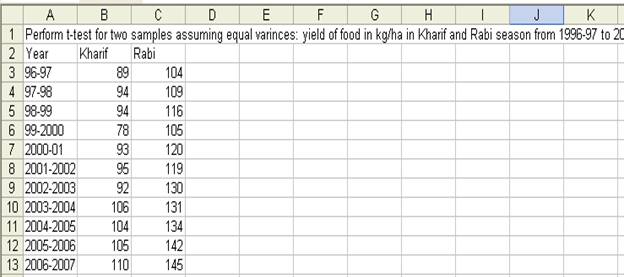 A B C D E F G H I J K
1 Perform t-test for two samples assuming equal varinces: yield of food in kg/ha in Kharif and Rabi season from 1996-97 to 20
2 Year Kharif Rabi
3 96-97 89 104
4 97-98 94 109
5 98-99 94 116
6 99-2000 78 105
7 2000-01 93 120
8 2001-2002 95 119
9 2002-2003 92 130
10 2003-2004 106 131
11 2004-2005 104 134
12 2005-2006 105 142
13 2006-2007 110 145